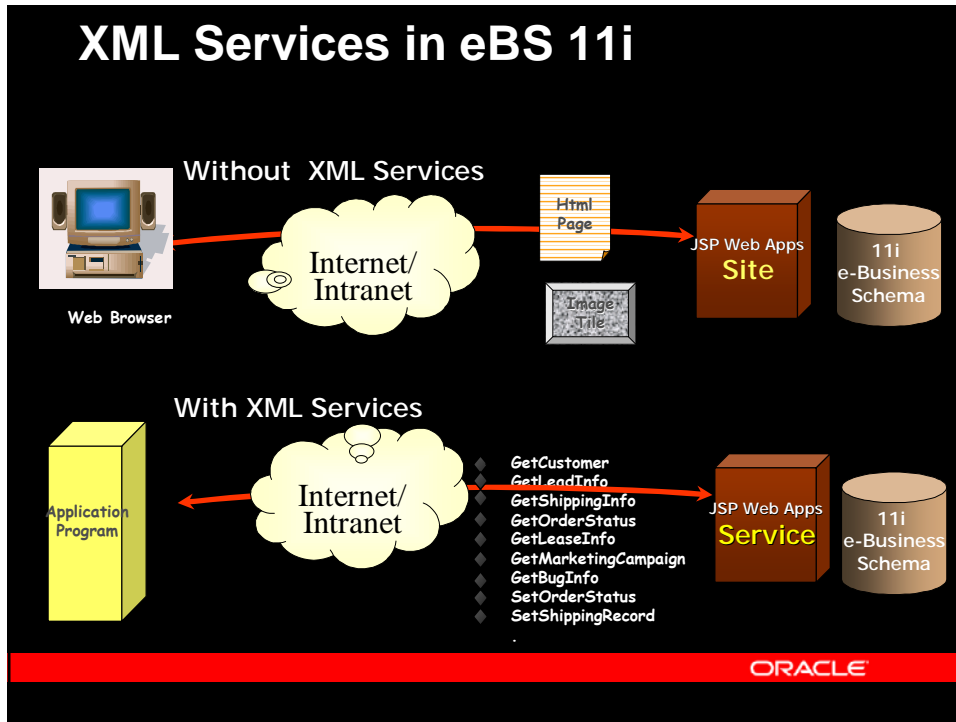 XML Services in eBS 11i
Without XML Services
Html
Page
Internet/
Intranet
JSP Web Apps
Site
11i
e-Business
Schema
Image
Tile
Web Browser
With XML Services
Application
Program
Internet/
Intranet
GetCustomer
GetLeadInfo
GetShippingInfo
GetOrderStatus
GetLeaseInfo
GetMarketingCampaign
GetBugInfo
SetOrderStatus
SetShippingRecord
.
JSP Web Apps
Service
11i
e-Business
Schema
ORACLE